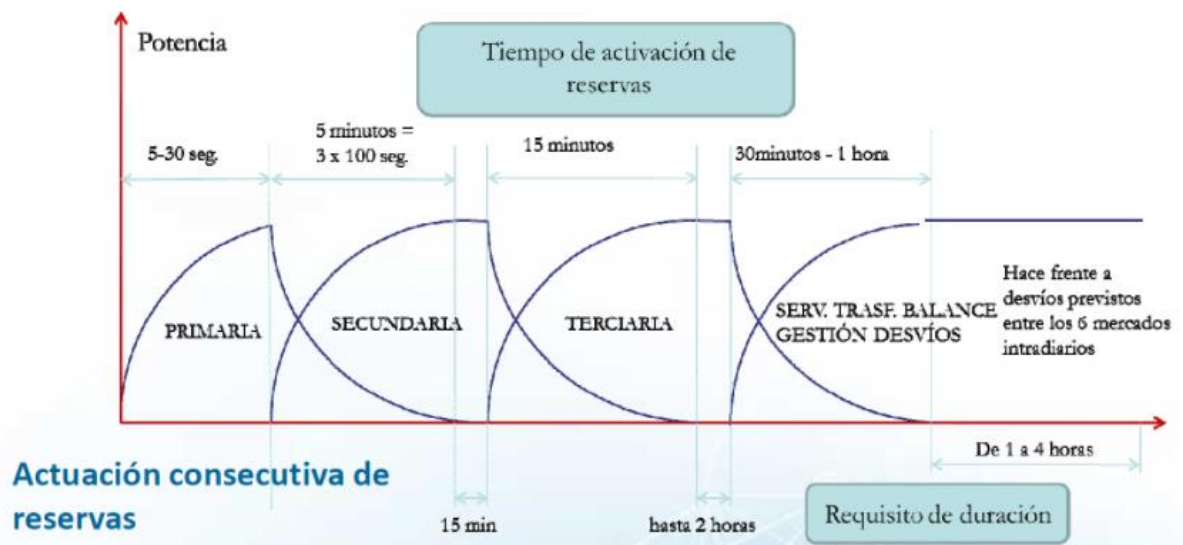 Potencia
Tiempo de activación de
reservas
5-30 seg.
5 minutos =
3 x 100 seg.
15 minutos
30minutos - 1 hora
PRIMARIA
SECUNDARIA
TERCIARIA
SERV. TRASF. BALANCE
GESTIÓN DESVÍOS
Hace frente a
desvíos previstos
entre los 6 mercados
intradiarios
De 1 a 4 horas
Actuación consecutiva de
reservas
15 min
hasta 2 horas
Requisito de duración